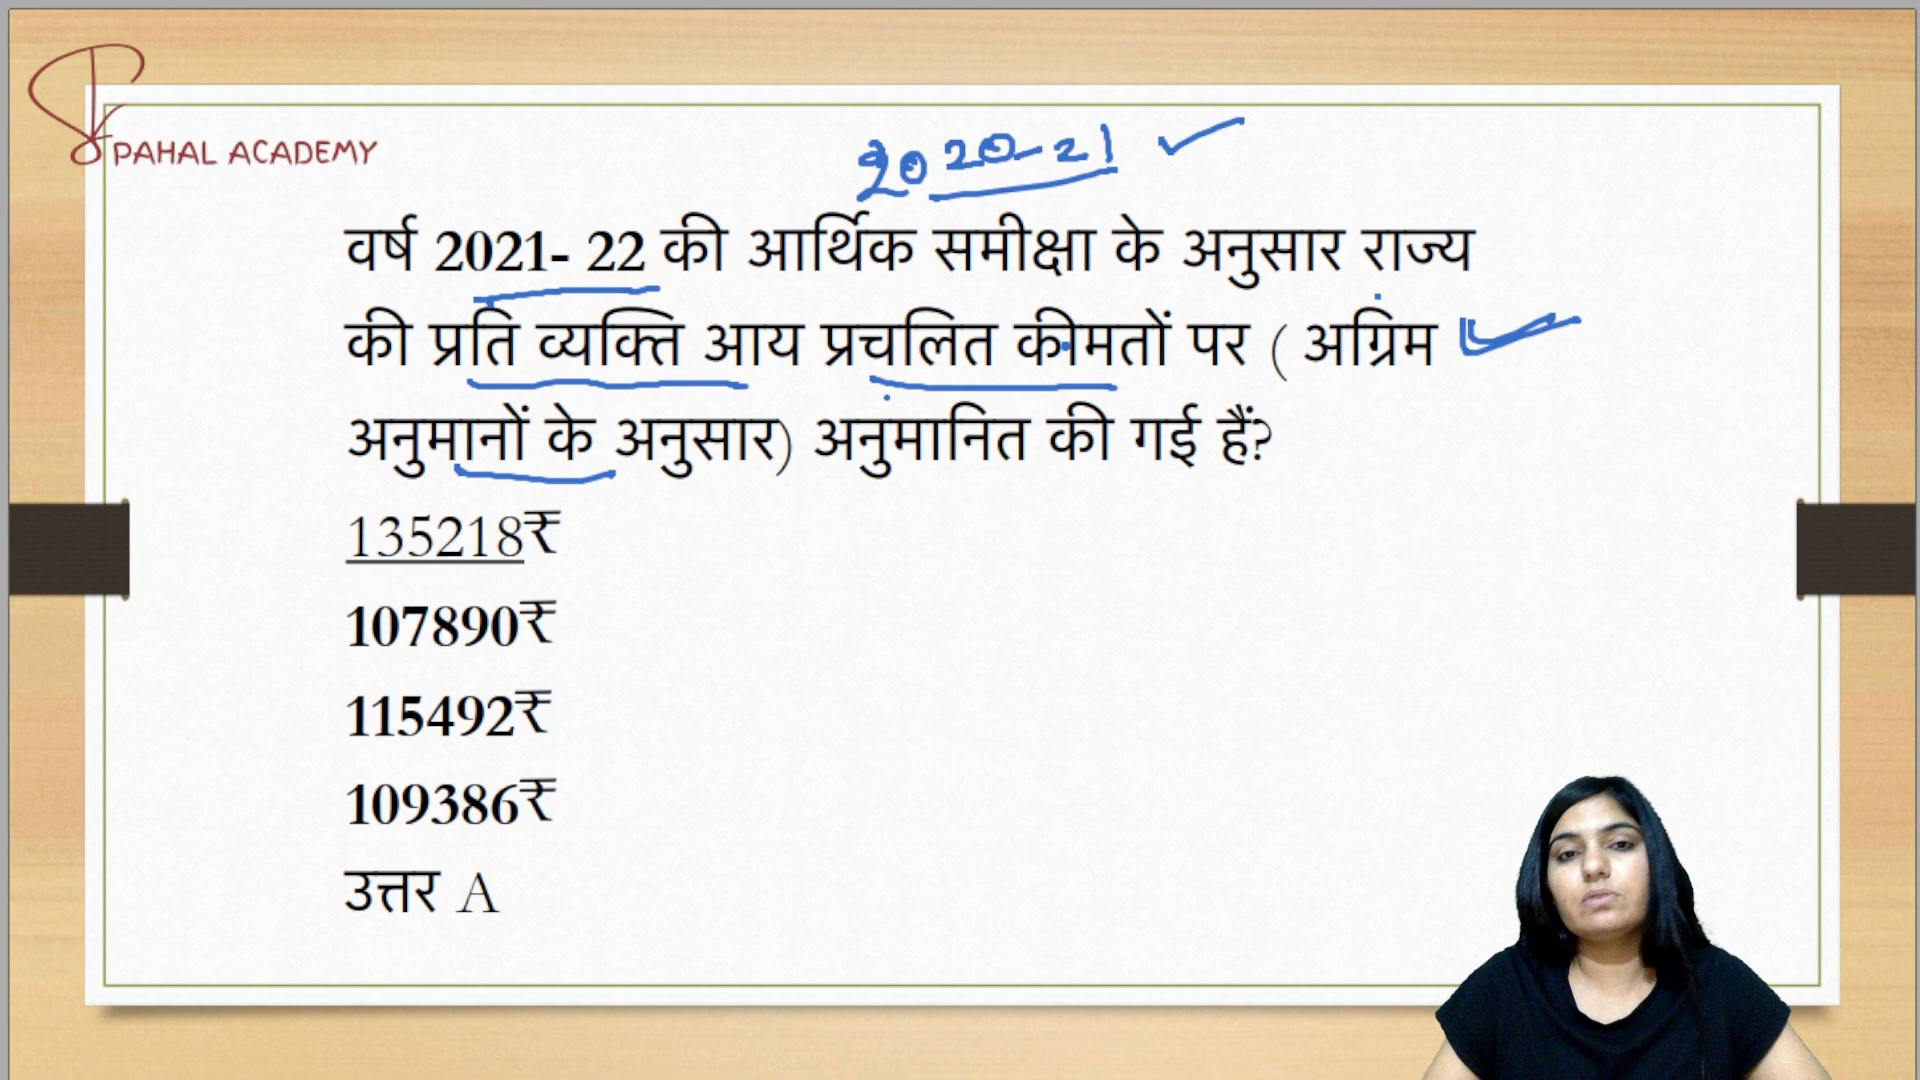 PAHAL ACADEMY
2020-21
वर्ष 2021- 22 की आर्थिक समीक्षा के अनुसार राज्य
की प्रति व्यक्ति आय प्रचलित कीमतों पर ( अग्रिम
अनुमानों के अनुसार) अनुमानित की गई हैं?
135218₹
107890₹
115492₹
109386₹
उत्तर A